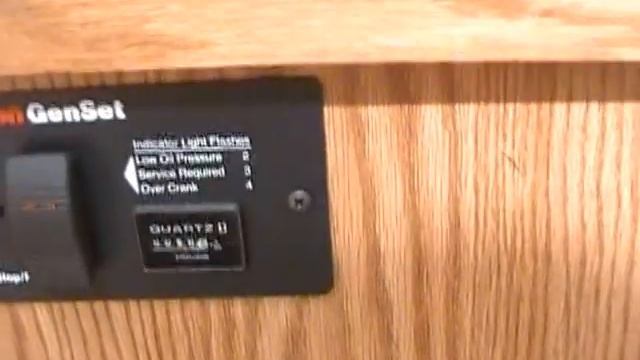 GenSet
Indicator Light Flashes
Low Oil Pressure 2
Service Required 3
Over Crank 4
QUARTZ